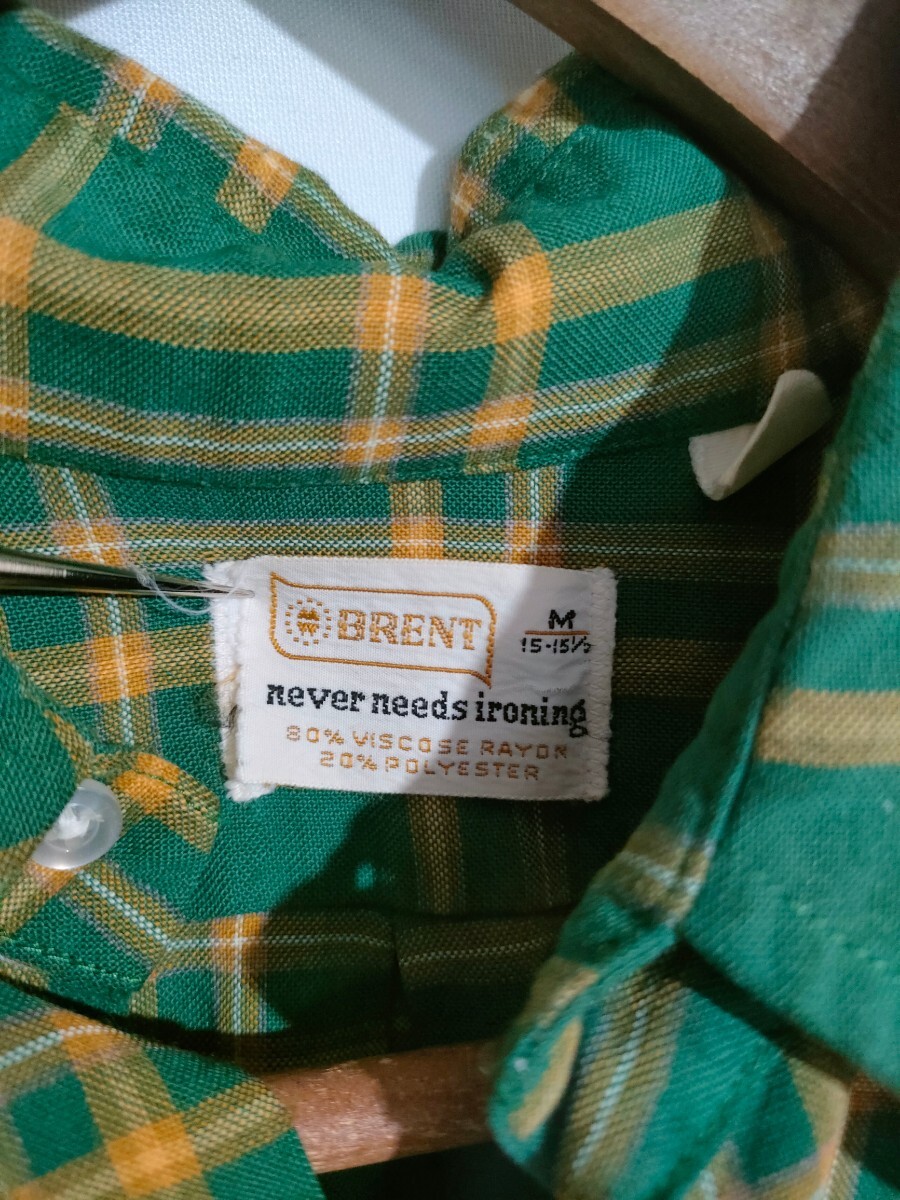 BRENT
M
15-15½
never needs ironing
80% VISCOSE RAYON
20% POLYESTER